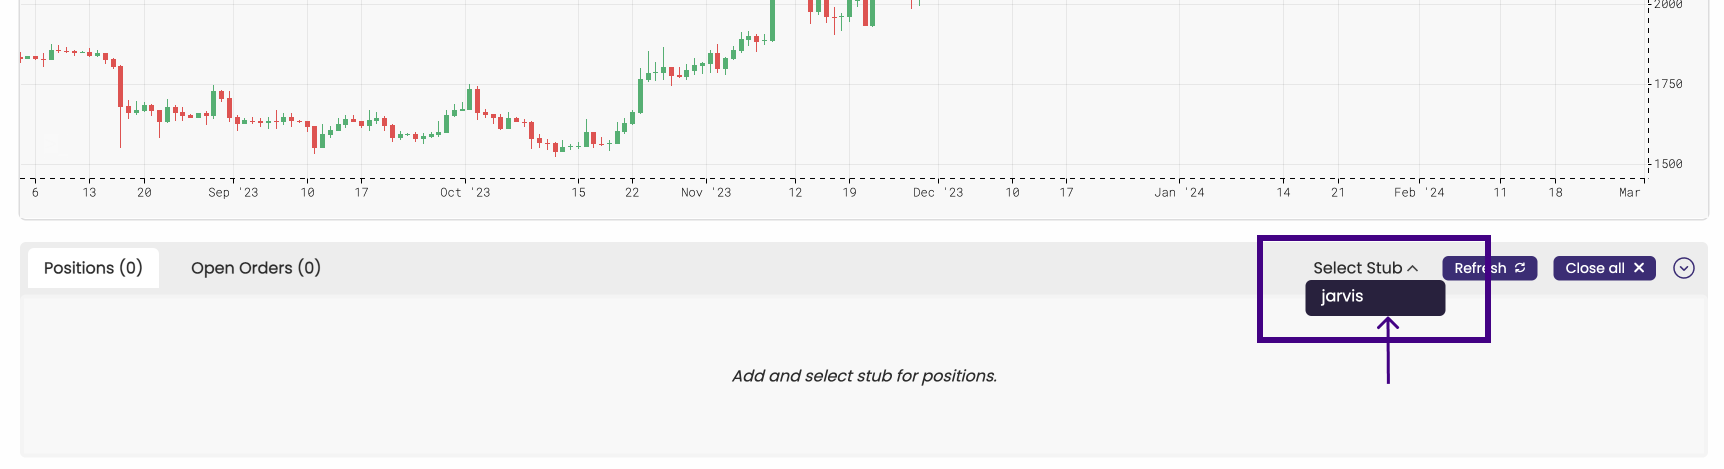 2000
1750
1500
6 13 20 Sep '23 10 17 Oct '23 15 22 Nov '23 12 19 Dec '23 10 17 Jan '24 14 21 Feb '24 11 18 Mar
Positions (0) Open Orders (0) Select Stub Refresh Close all
jarvis
Add and select stub for positions.